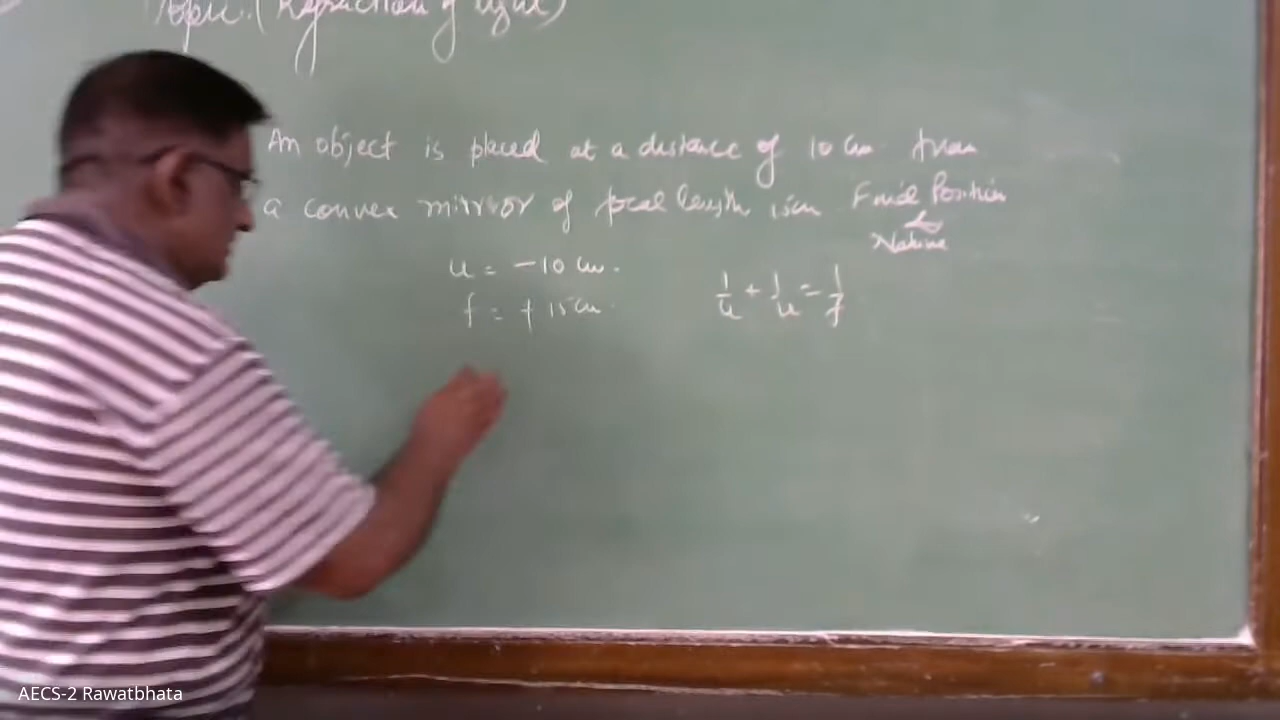 Topic. (Refraction of light)
An object is placed at a distance of 10 cm from
a convex mirror of focal length 15cm Find Position
&
Nature
u = -10 cm.
1/u + 1/u = 1/f
f = + 15cm.
AECS-2 Rawatbhata